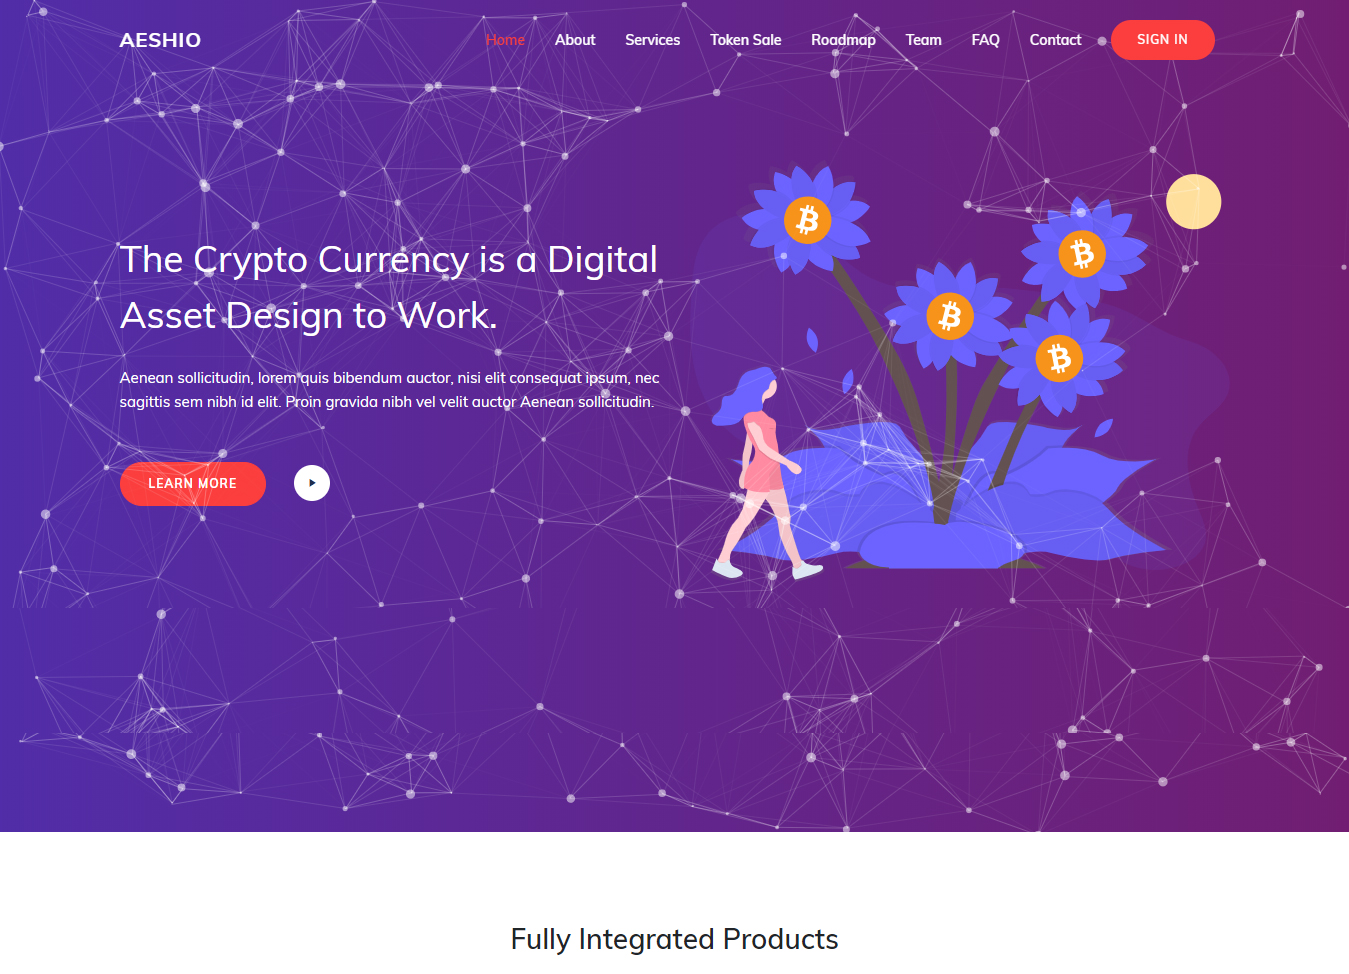 AESHIO
Home About Services Token Sale Roadmap Team FAQ Contact SIGN IN
The Crypto Currency is a Digital
Asset Design to Work.
Aenean sollicitudin, lorem quis bibendum auctor, nisi elit consequat ipsum, nec
sagittis sem nibh id elit. Proin gravida nibh vel velit auctor Aenean sollicitudin.
LEARN MORE
Fully Integrated Products